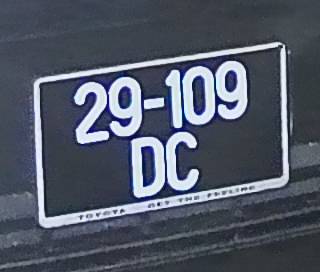 29-109
DC
TOYOTA GET THE FEELING